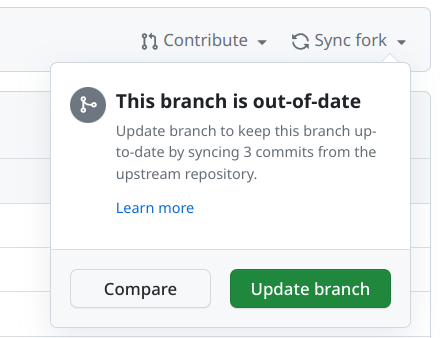 Contribute Sync fork
This branch is out-of-date
Update branch to keep this branch up-
to-date by syncing 3 commits from the
upstream repository.
Learn more
Compare Update branch